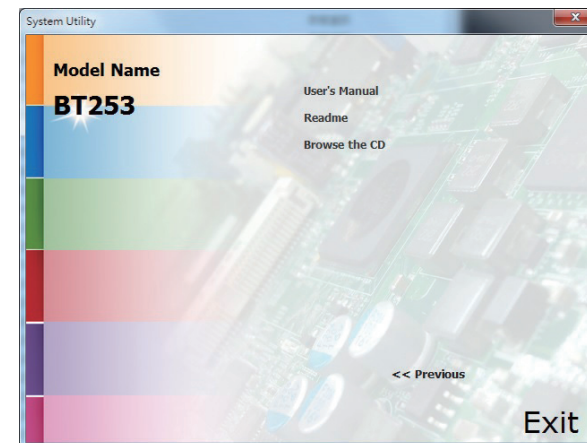 System Utility
Model Name
BT253
User's Manual
Readme
Browse the CD
<< Previous
Exit